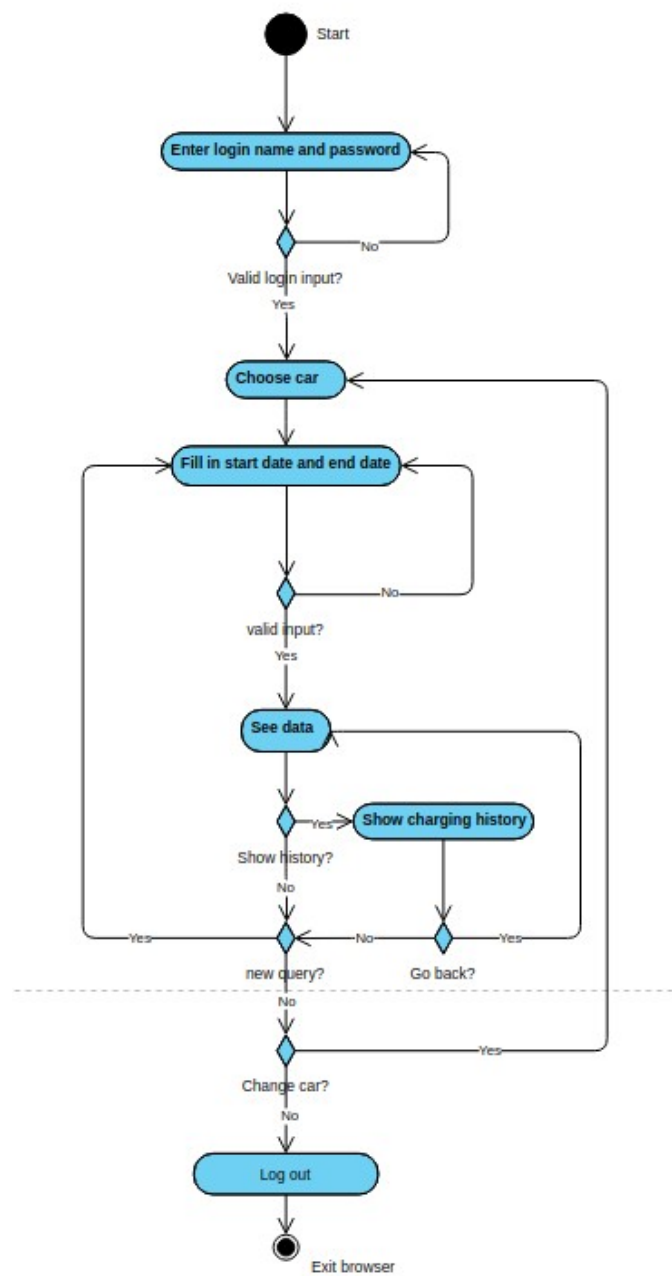 Start
Enter login name and password
No
Valid login input?
Yes
Choose car
Fill in start date and end date
No
valid input?
Yes
See data
Yes
Show charging history
Show history?
No
Yes
No
Yes
new query?
Go back?
No
Yes
Change car?
No
Log out
Exit browser